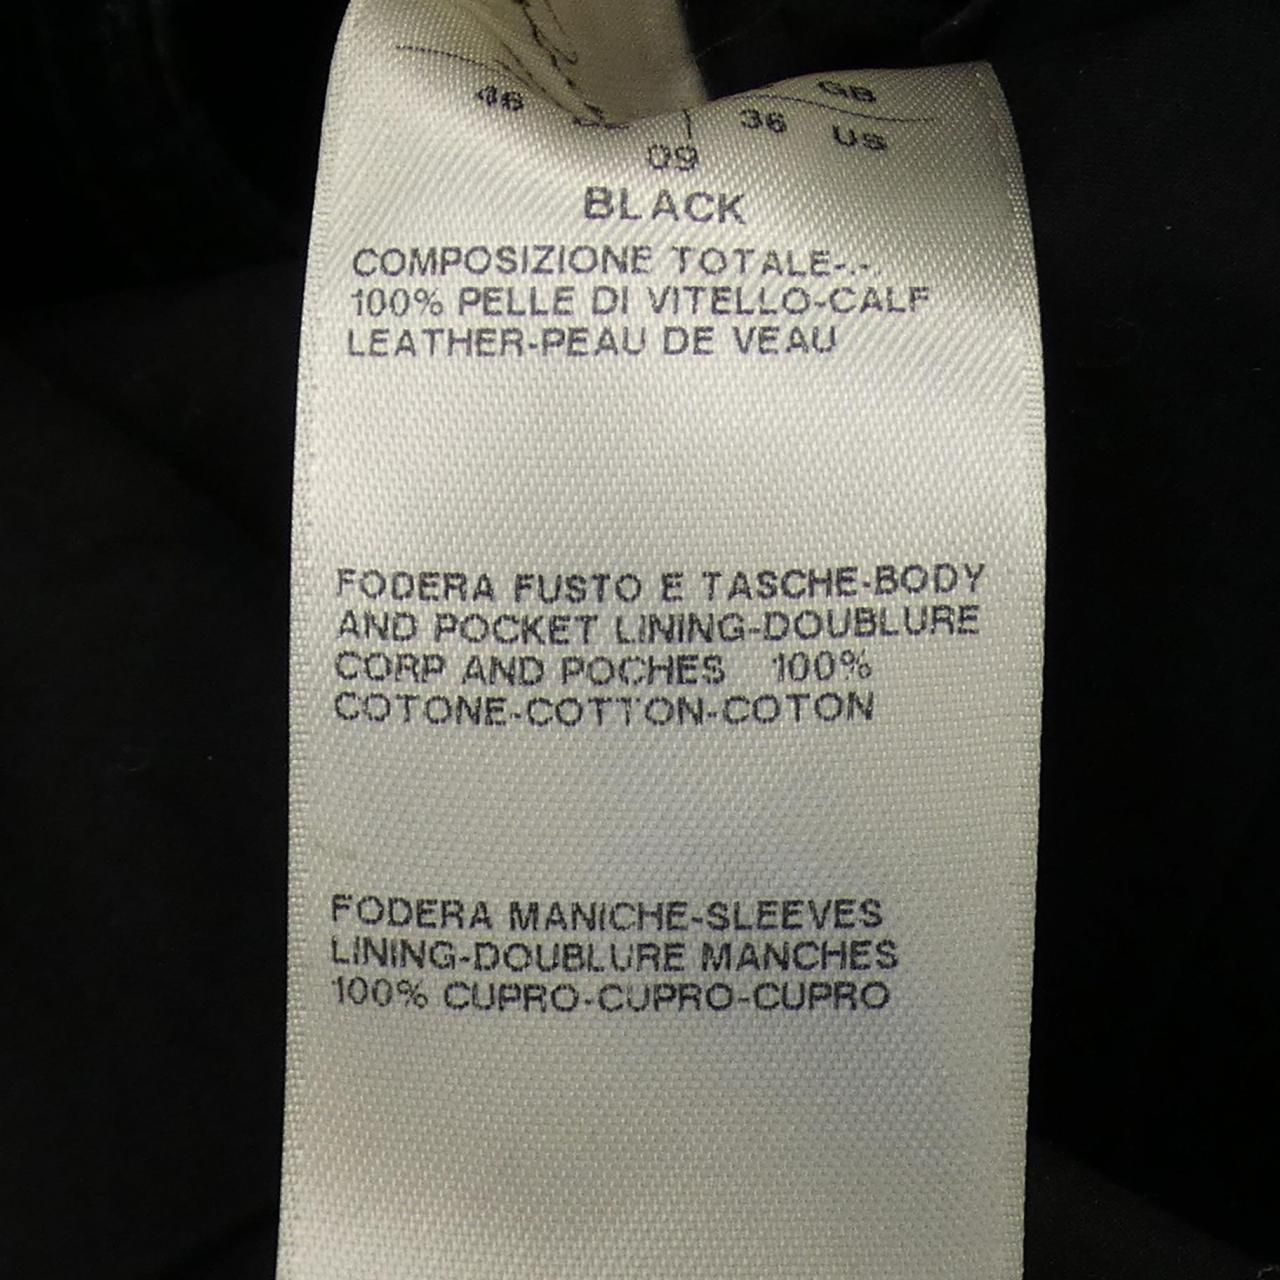 GB
46 36 US
09
BLACK
COMPOSIZIONE TOTALE-.-.
100% PELLE DI VITELLO-CALF
LEATHER-PEAU DE VEAU
FODERA FUSTO E TASCHE-BODY
AND POCKET LINING-DOUBLURE
CORP AND POCHES 100%
COTONE-COTTON-COTON
FODERA MANICHE-SLEEVES
LINING-DOUBLURE MANCHES
100% CUPRO-CUPRO-CUPRO